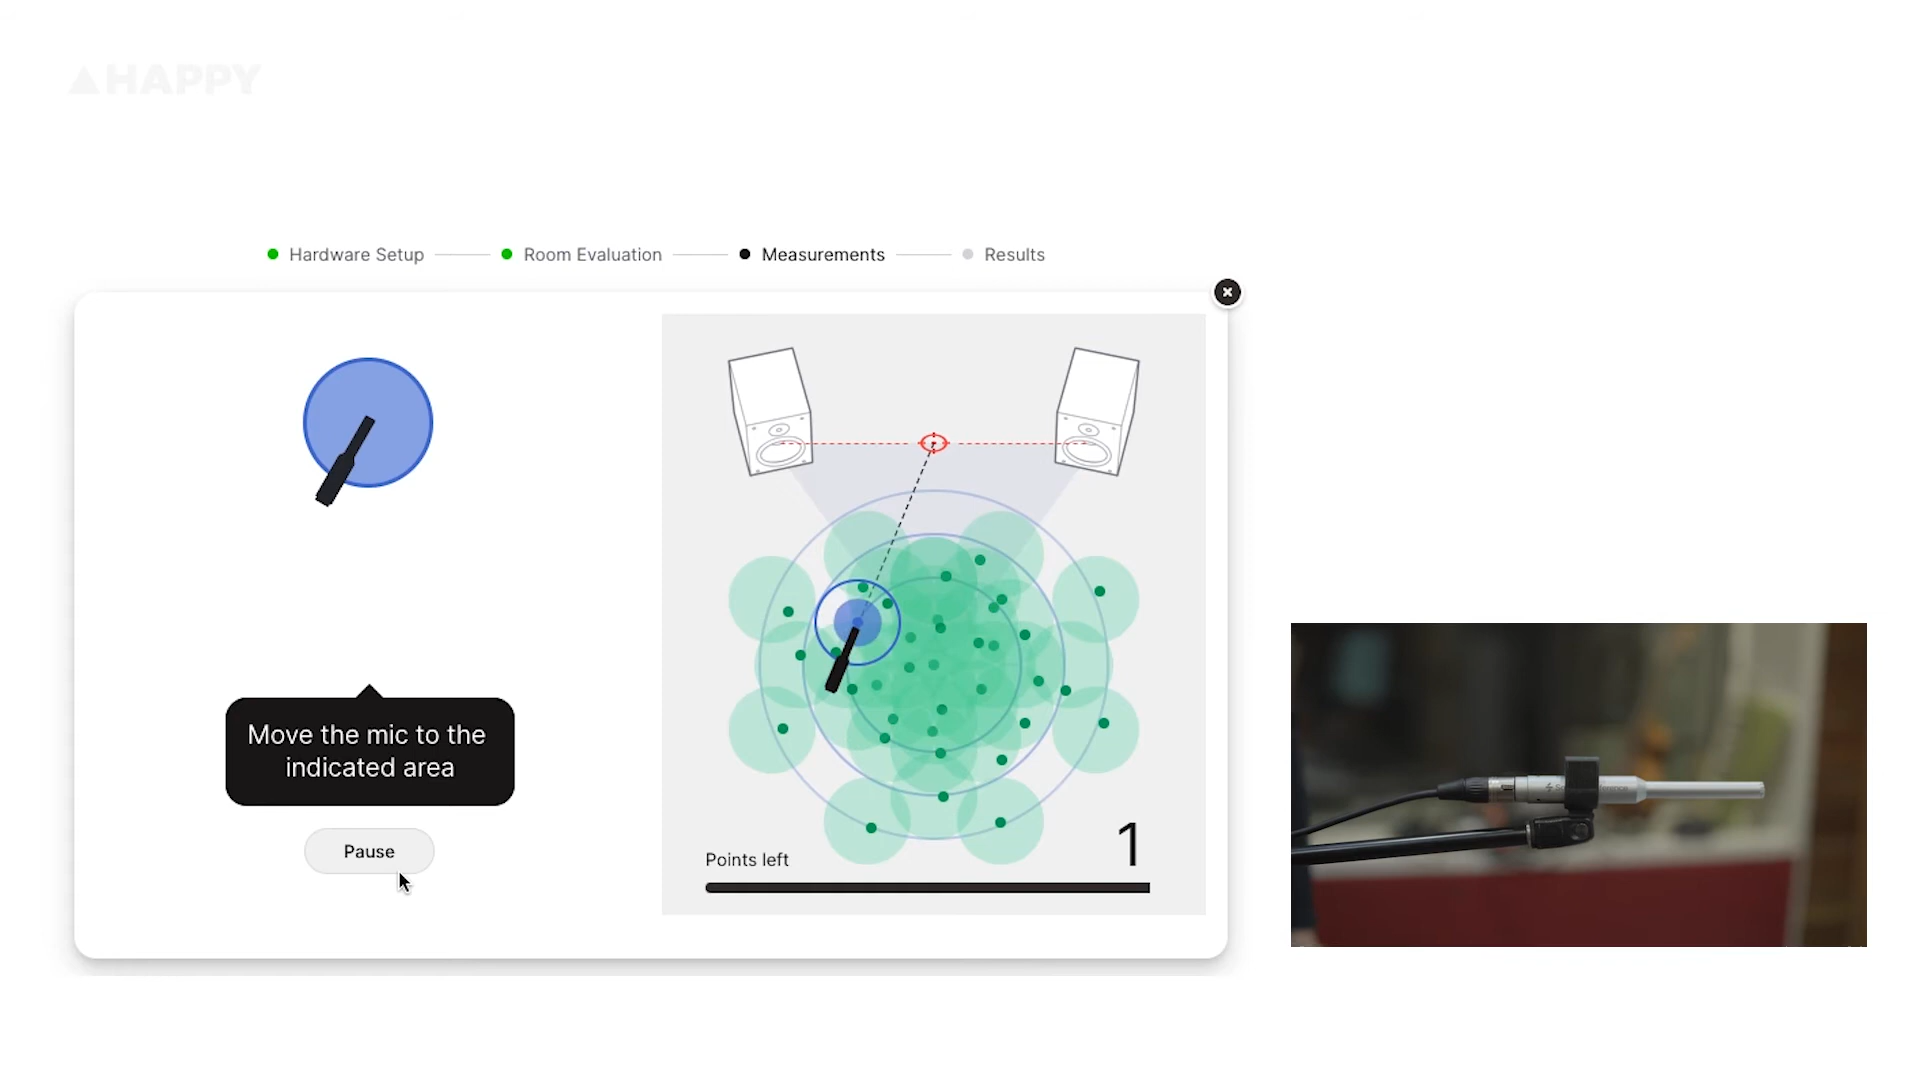 HAPPY
Hardware Setup
Room Evaluation
Measurements
Results
Move the mic to the
indicated area
Pause
Points left
1